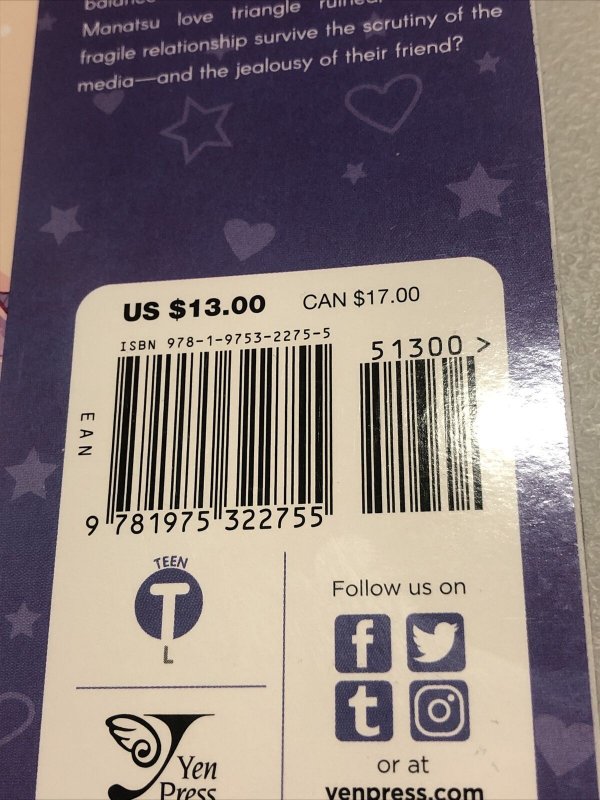 Manatsu love triangle
fragile relationship survive the scrutiny of the
media—and the jealousy of their friend?
US $13.00 CAN $17.00
ISBN 978-1-9753-2275-5
51300 >
EAN
9 781975 322755
TEEN
T
L
Follow us on
f
t
Yen
Press
or at
yenpress.com